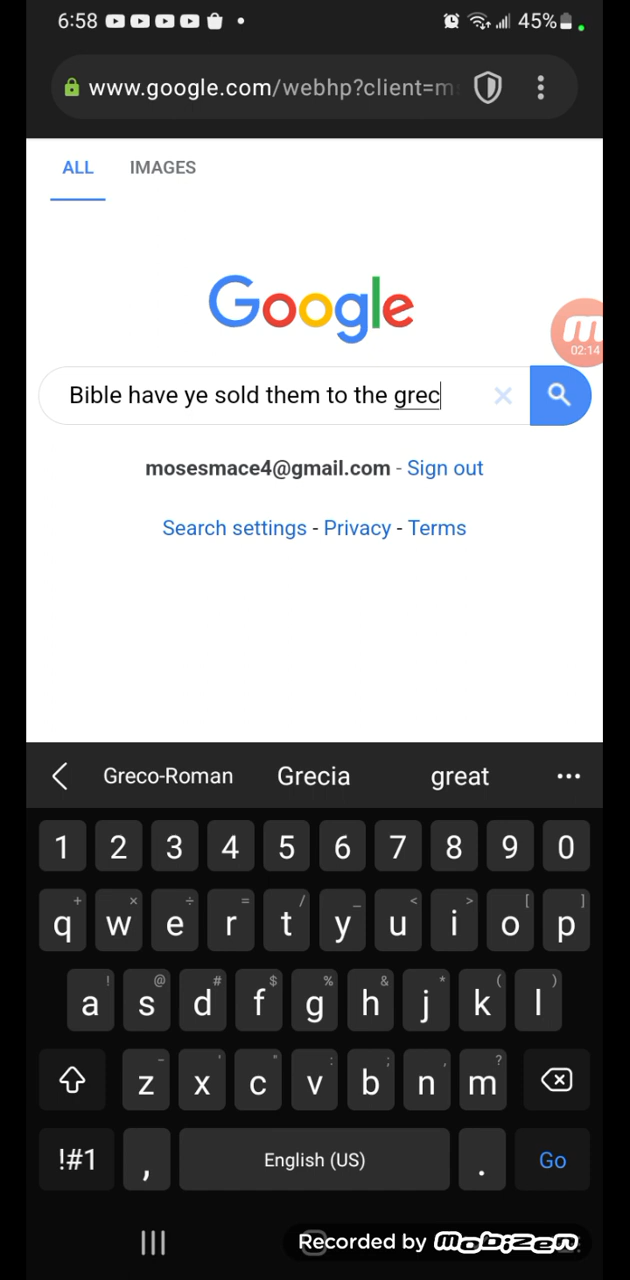 6:58 45%
www.google.com/webhp?client=m
ALL IMAGES
Google
02:14
Bible have ye sold them to the grec
mosesmace4@gmail.com - Sign out
Search settings - Privacy - Terms
Greco-Roman Grecia great ...
1 2 3 4 5 6 7 8 9 0
+ × ÷ = / _ < > [ ]
q w e r t y u i o p
! @ # $ % & * ( )
a s d f g h j k l
- ' " : ; , ?
z x c v b n m
!#1 , English (US) . Go
Recorded by mobizen